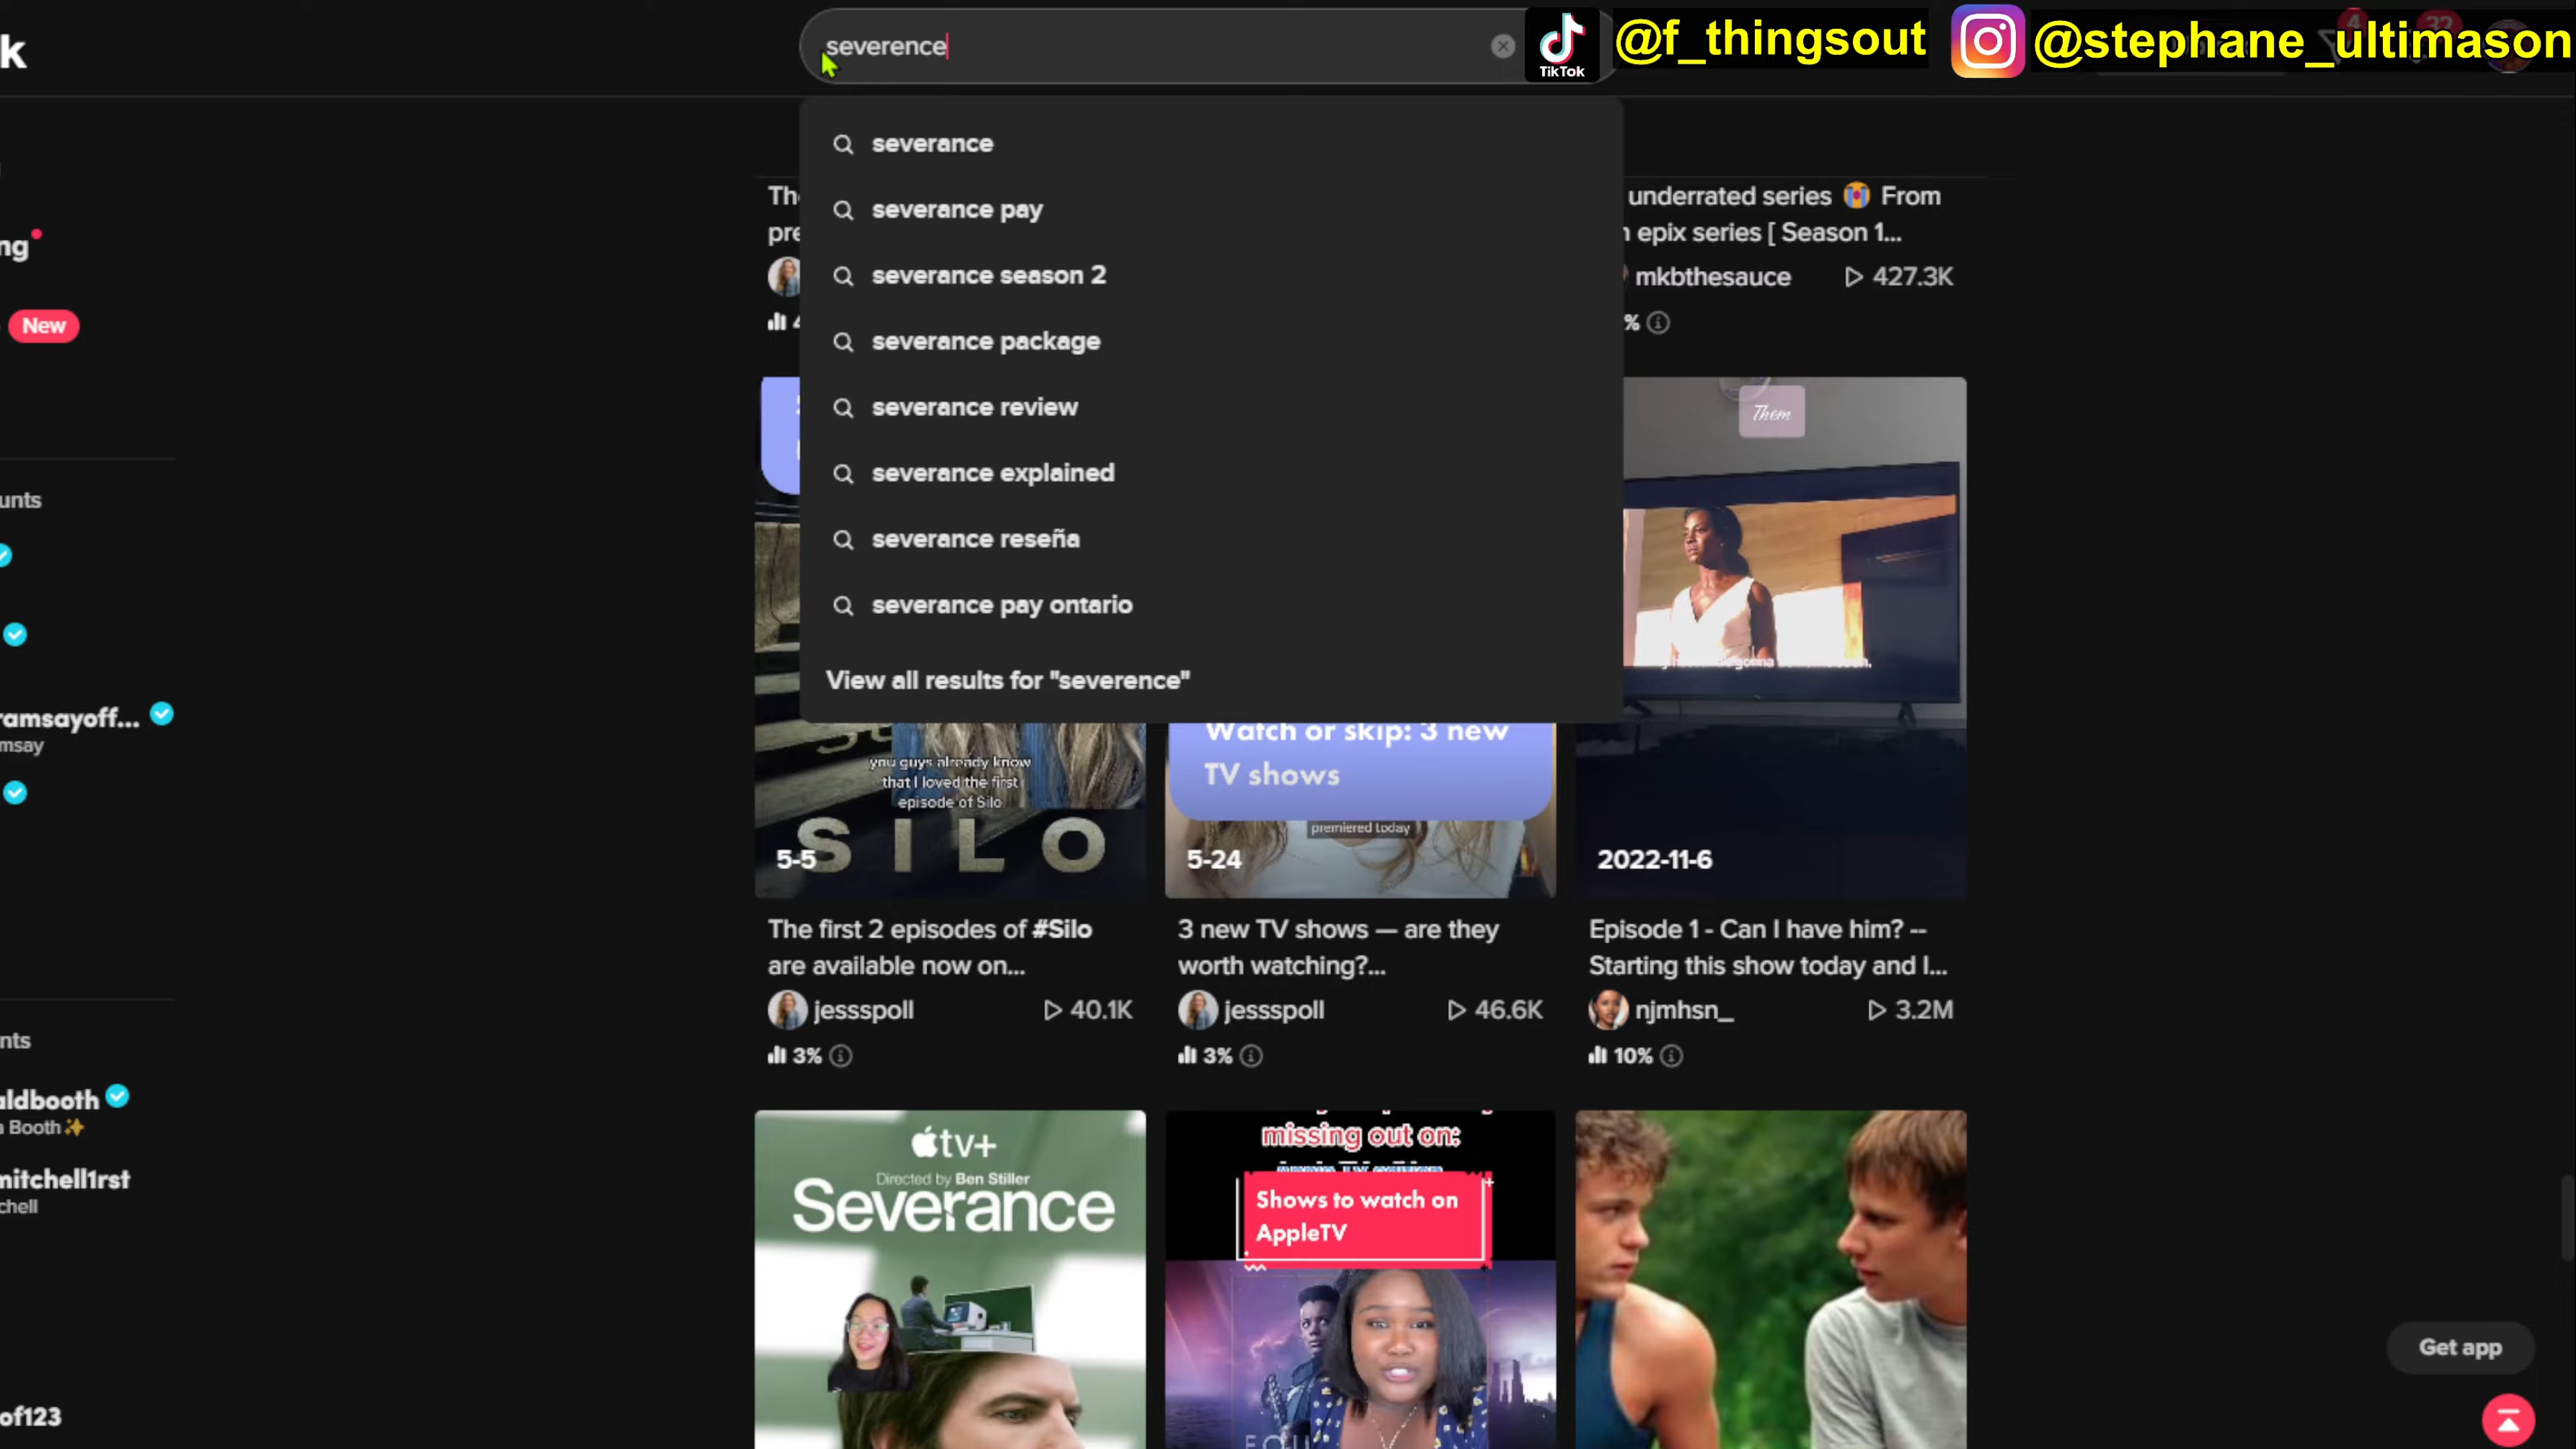 k
severence
TikTok
@f_thingsout
@stephane_ultimason
4
32
ng
New
unts
ramsayoff...
msay
nts
aldbooth
a Booth
mitchell1rst
chell
of123
severance
severance pay
severance season 2
severance package
severance review
severance explained
severance reseña
severance pay ontario
View all results for "severence"
The
pre
underrated series 😭 From
epix series [ Season 1...
mkbthesauce
427.3K
%
Them
you guys already know
that I loved the first
episode of Silo
SILO
5-5
Watch or skip: 3 new
TV shows
premiered today
5-24
2022-11-6
The first 2 episodes of #Silo
are available now on...
jessspoll
40.1K
3%
3 new TV shows — are they
worth watching?...
jessspoll
46.6K
3%
Episode 1 - Can I have him? --
Starting this show today and I...
njmhsn_
3.2M
10%
tv+
Directed by Ben Stiller
Severance
missing out on:
Shows to watch on
AppleTV
Get app